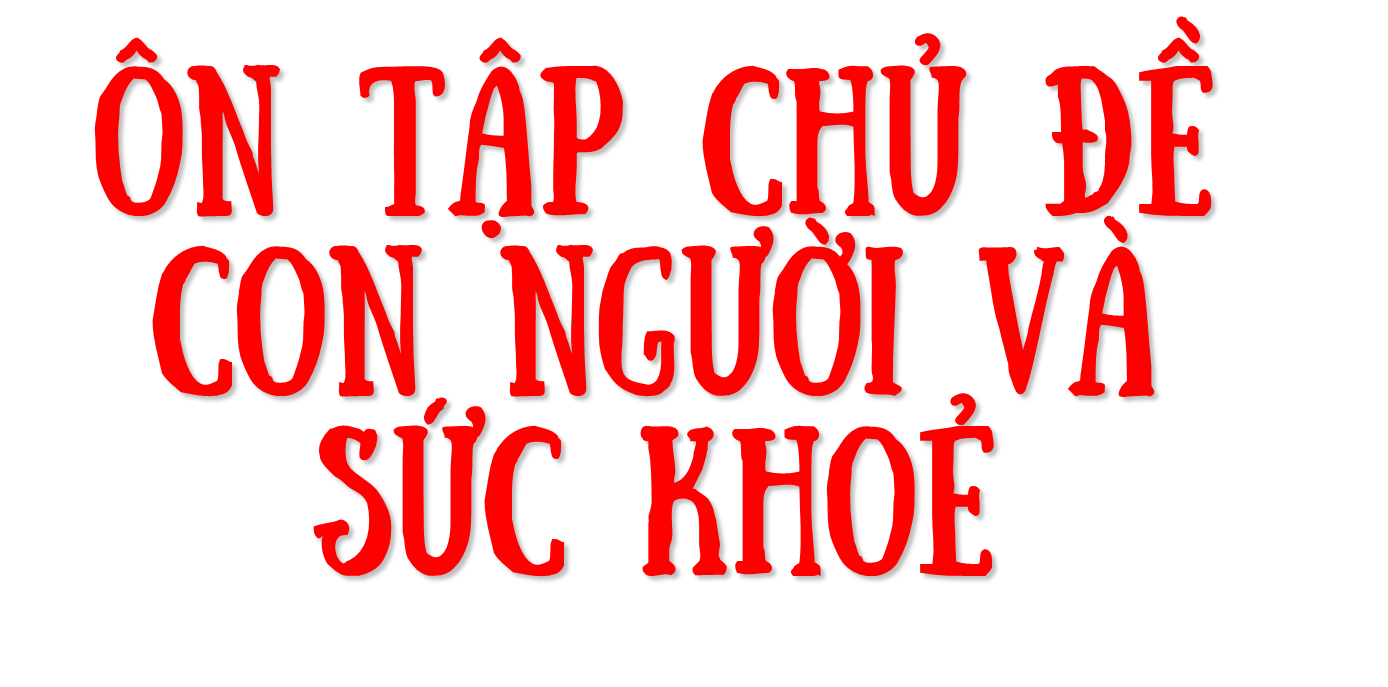 ÔN TẬP CHỦ ĐỀ
CON NGƯỜI VÀ
SỨC KHOẺ